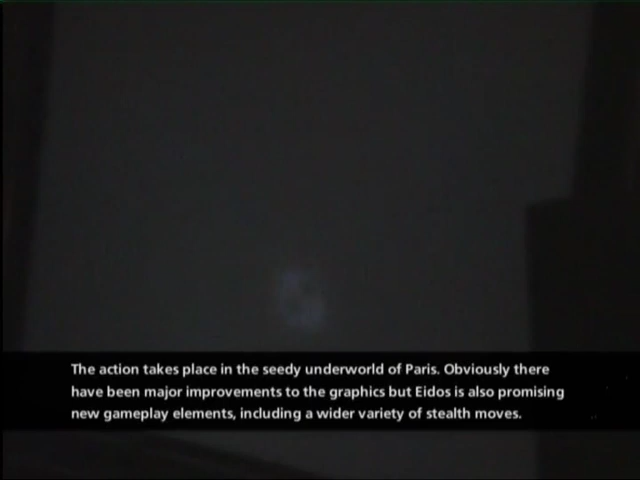 The action takes place in the seedy underworld of Paris. Obviously there
have been major improvements to the graphics but Eidos is also promising
new gameplay elements, including a wider variety of stealth moves.